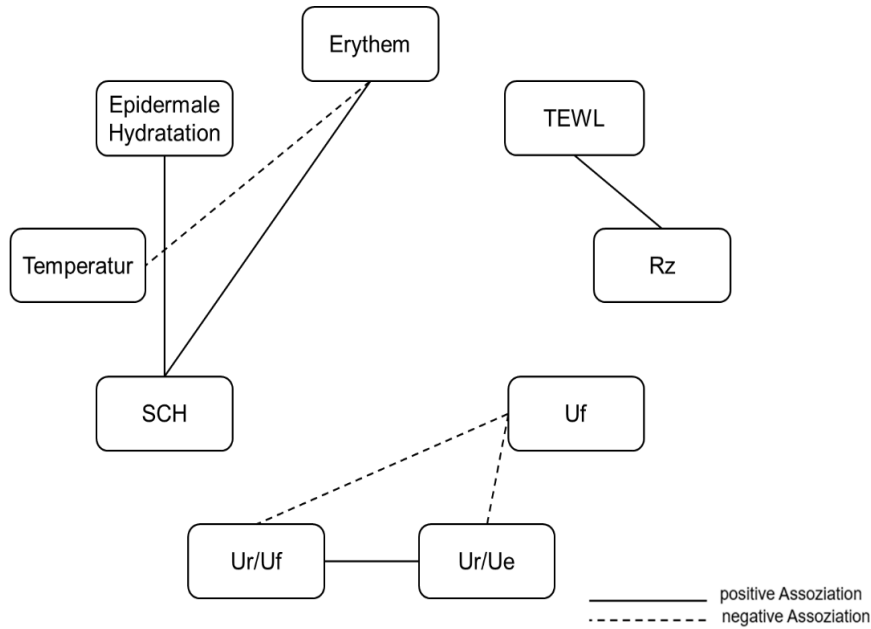 Erythem
Epidermale
Hydratation
TEWL
Temperatur
Rz
SCH
Uf
Ur/Uf
Ur/Ue
positive Assoziation
negative Assoziation